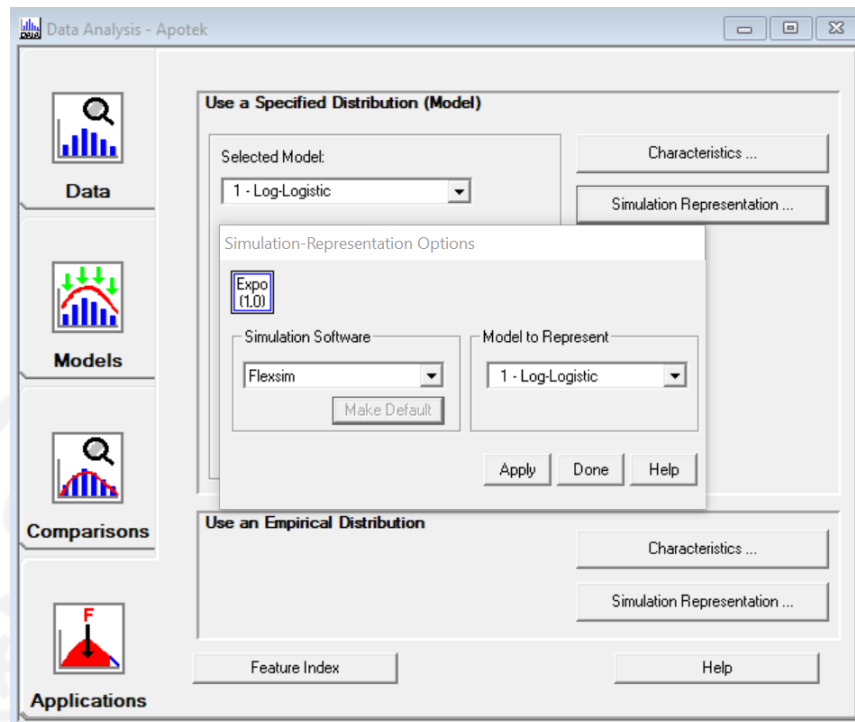 DATA
Data Analysis - Apotek
Data
Models
Comparisons
F
Applications
Use a Specified Distribution (Model)
Selected Model:
1 - Log-Logistic
Characteristics ...
Simulation Representation ...
Simulation-Representation Options
Expo
(1.0)
Simulation Software
Flexsim
Make Default
Model to Represent
1 - Log-Logistic
Apply
Done
Help
Use an Empirical Distribution
Characteristics ...
Simulation Representation ...
Feature Index
Help